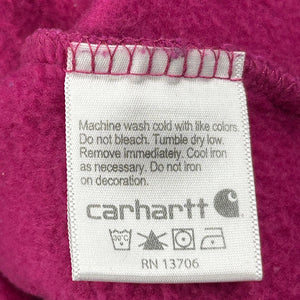 Machine wash cold with like colors.
Do not bleach. Tumble dry low.
Remove immediately. Cool iron
as necessary. Do not iron
on decoration.
carhartt
30°C
RN 13706